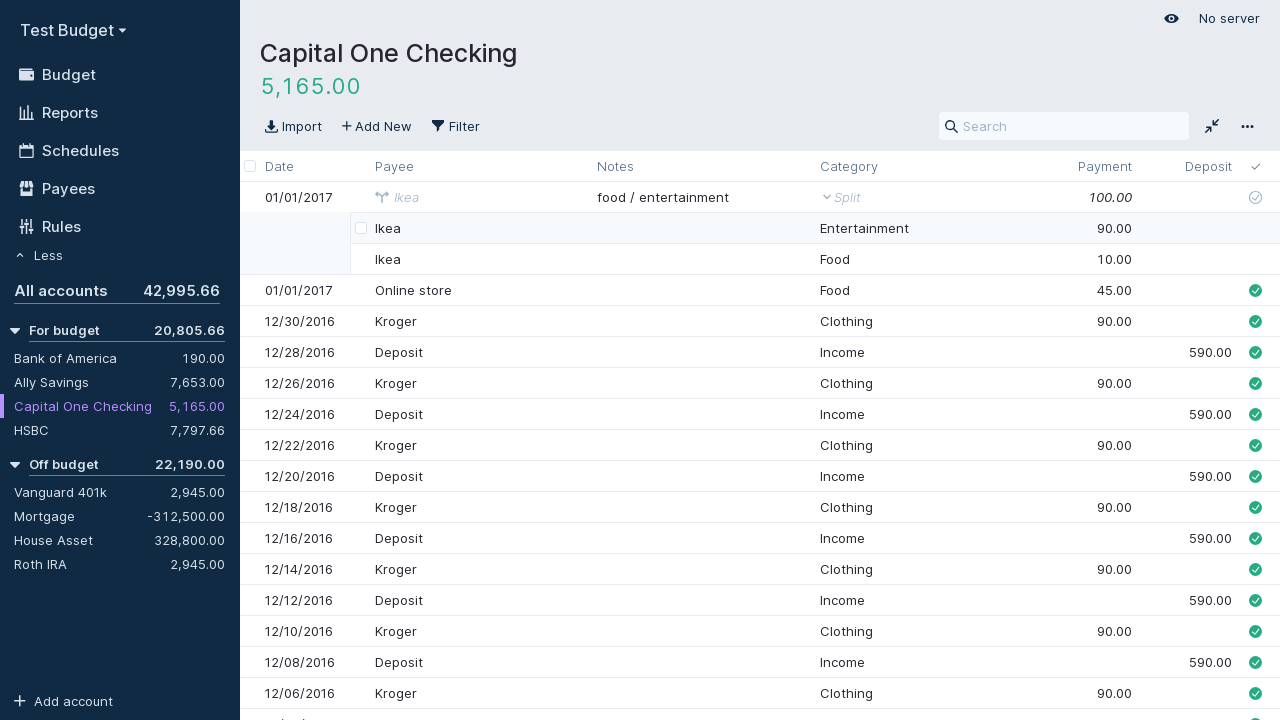 Test Budget
Budget
Reports
Schedules
Payees
Rules
Less
All accounts 42,995.66
For budget 20,805.66
Bank of America 190.00
Ally Savings 7,653.00
Capital One Checking 5,165.00
HSBC 7,797.66
Off budget 22,190.00
Vanguard 401k 2,945.00
Mortgage -312,500.00
House Asset 328,800.00
Roth IRA 2,945.00
Add account
No server
Capital One Checking
5,165.00
Import Add New Filter Search
Date Payee Notes Category Payment Deposit
01/01/2017 Ikea food / entertainment Split 100.00
Ikea Entertainment 90.00
Ikea Food 10.00
01/01/2017 Online store Food 45.00
12/30/2016 Kroger Clothing 90.00
12/28/2016 Deposit Income 590.00
12/26/2016 Kroger Clothing 90.00
12/24/2016 Deposit Income 590.00
12/22/2016 Kroger Clothing 90.00
12/20/2016 Deposit Income 590.00
12/18/2016 Kroger Clothing 90.00
12/16/2016 Deposit Income 590.00
12/14/2016 Kroger Clothing 90.00
12/12/2016 Deposit Income 590.00
12/10/2016 Kroger Clothing 90.00
12/08/2016 Deposit Income 590.00
12/06/2016 Kroger Clothing 90.00